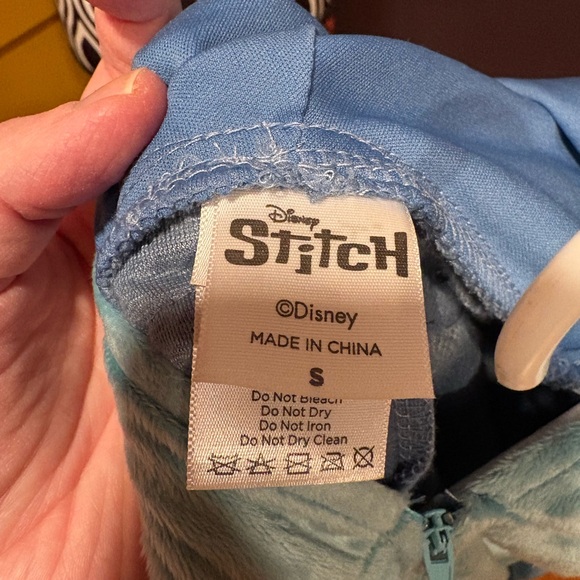 Disney
STitCH
©Disney
MADE IN CHINA
S
Do Not Bleach
Do Not Dry
Do Not Iron
Do Not Dry Clean